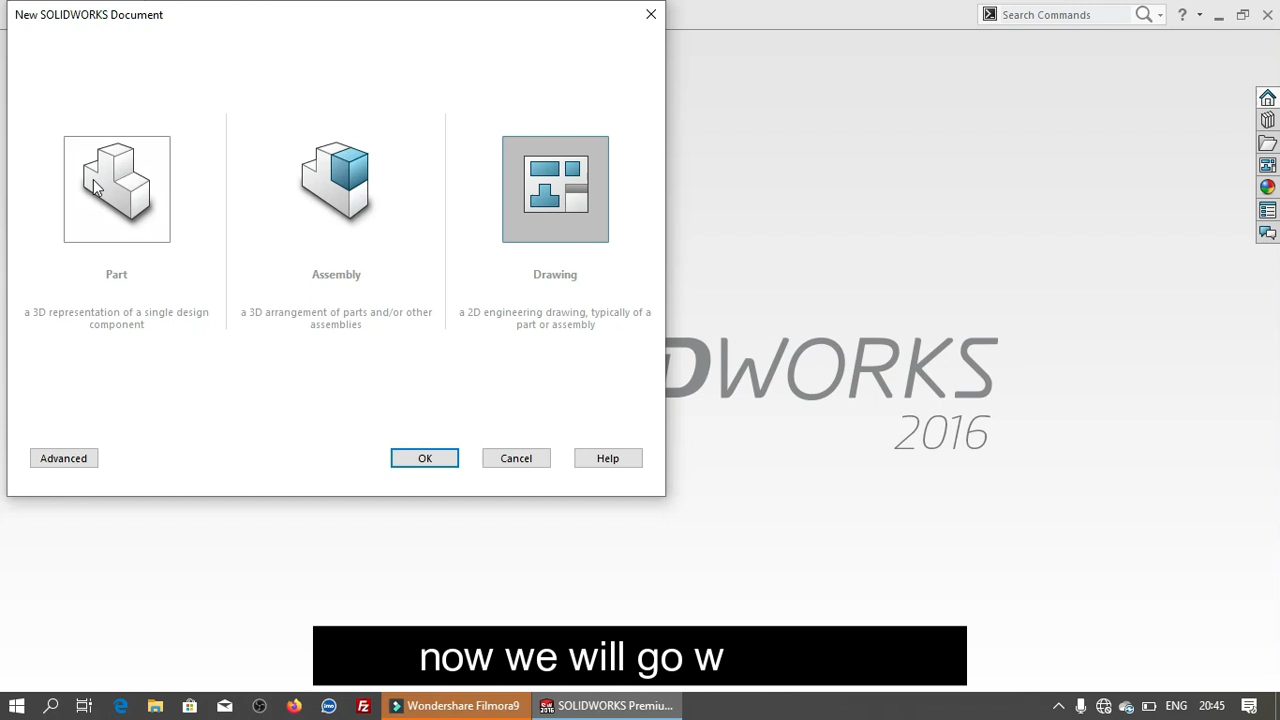 New SOLIDWORKS Document
Search Commands
?
Part
Assembly
Drawing
a 3D representation of a single design
component
a 3D arrangement of parts and/or other
assemblies
a 2D engineering drawing, typically of a
part or assembly
DWORKS
2016
Advanced
OK
Cancel
Help
now we will go w
Wondershare Filmora9
SOLIDWORKS Premiu...
ENG
20:45